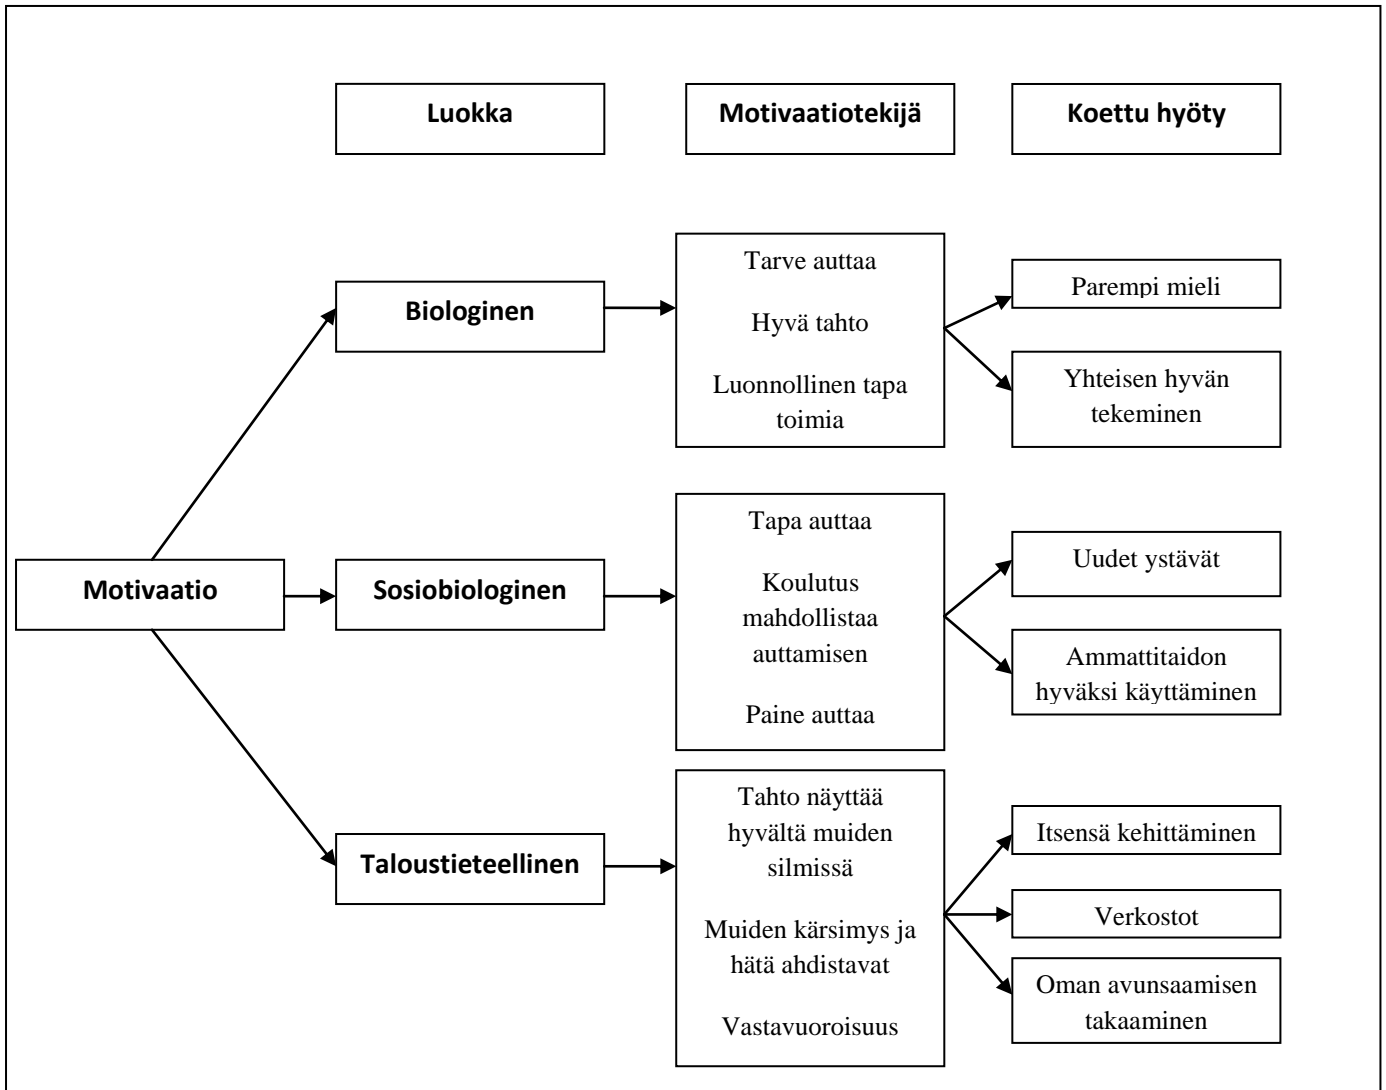 Luokka
Motivaatiotekijä
Koettu hyöty
Motivaatio
Biologinen
Tarve auttaa
Hyvä tahto
Luonnollinen tapa
toimia
Parempi mieli
Yhteisen hyvän
tekeminen
Sosiobiologinen
Tapa auttaa
Koulutus
mahdollistaa
auttamisen
Paine auttaa
Uudet ystävät
Ammattitaidon
hyväksi käyttäminen
Taloustieteellinen
Tahto näyttää
hyvältä muiden
silmissä
Muiden kärsimys ja
hätä ahdistavat
Vastavuoroisuus
Itsensä kehittäminen
Verkostot
Oman avunsaamisen
takaaminen